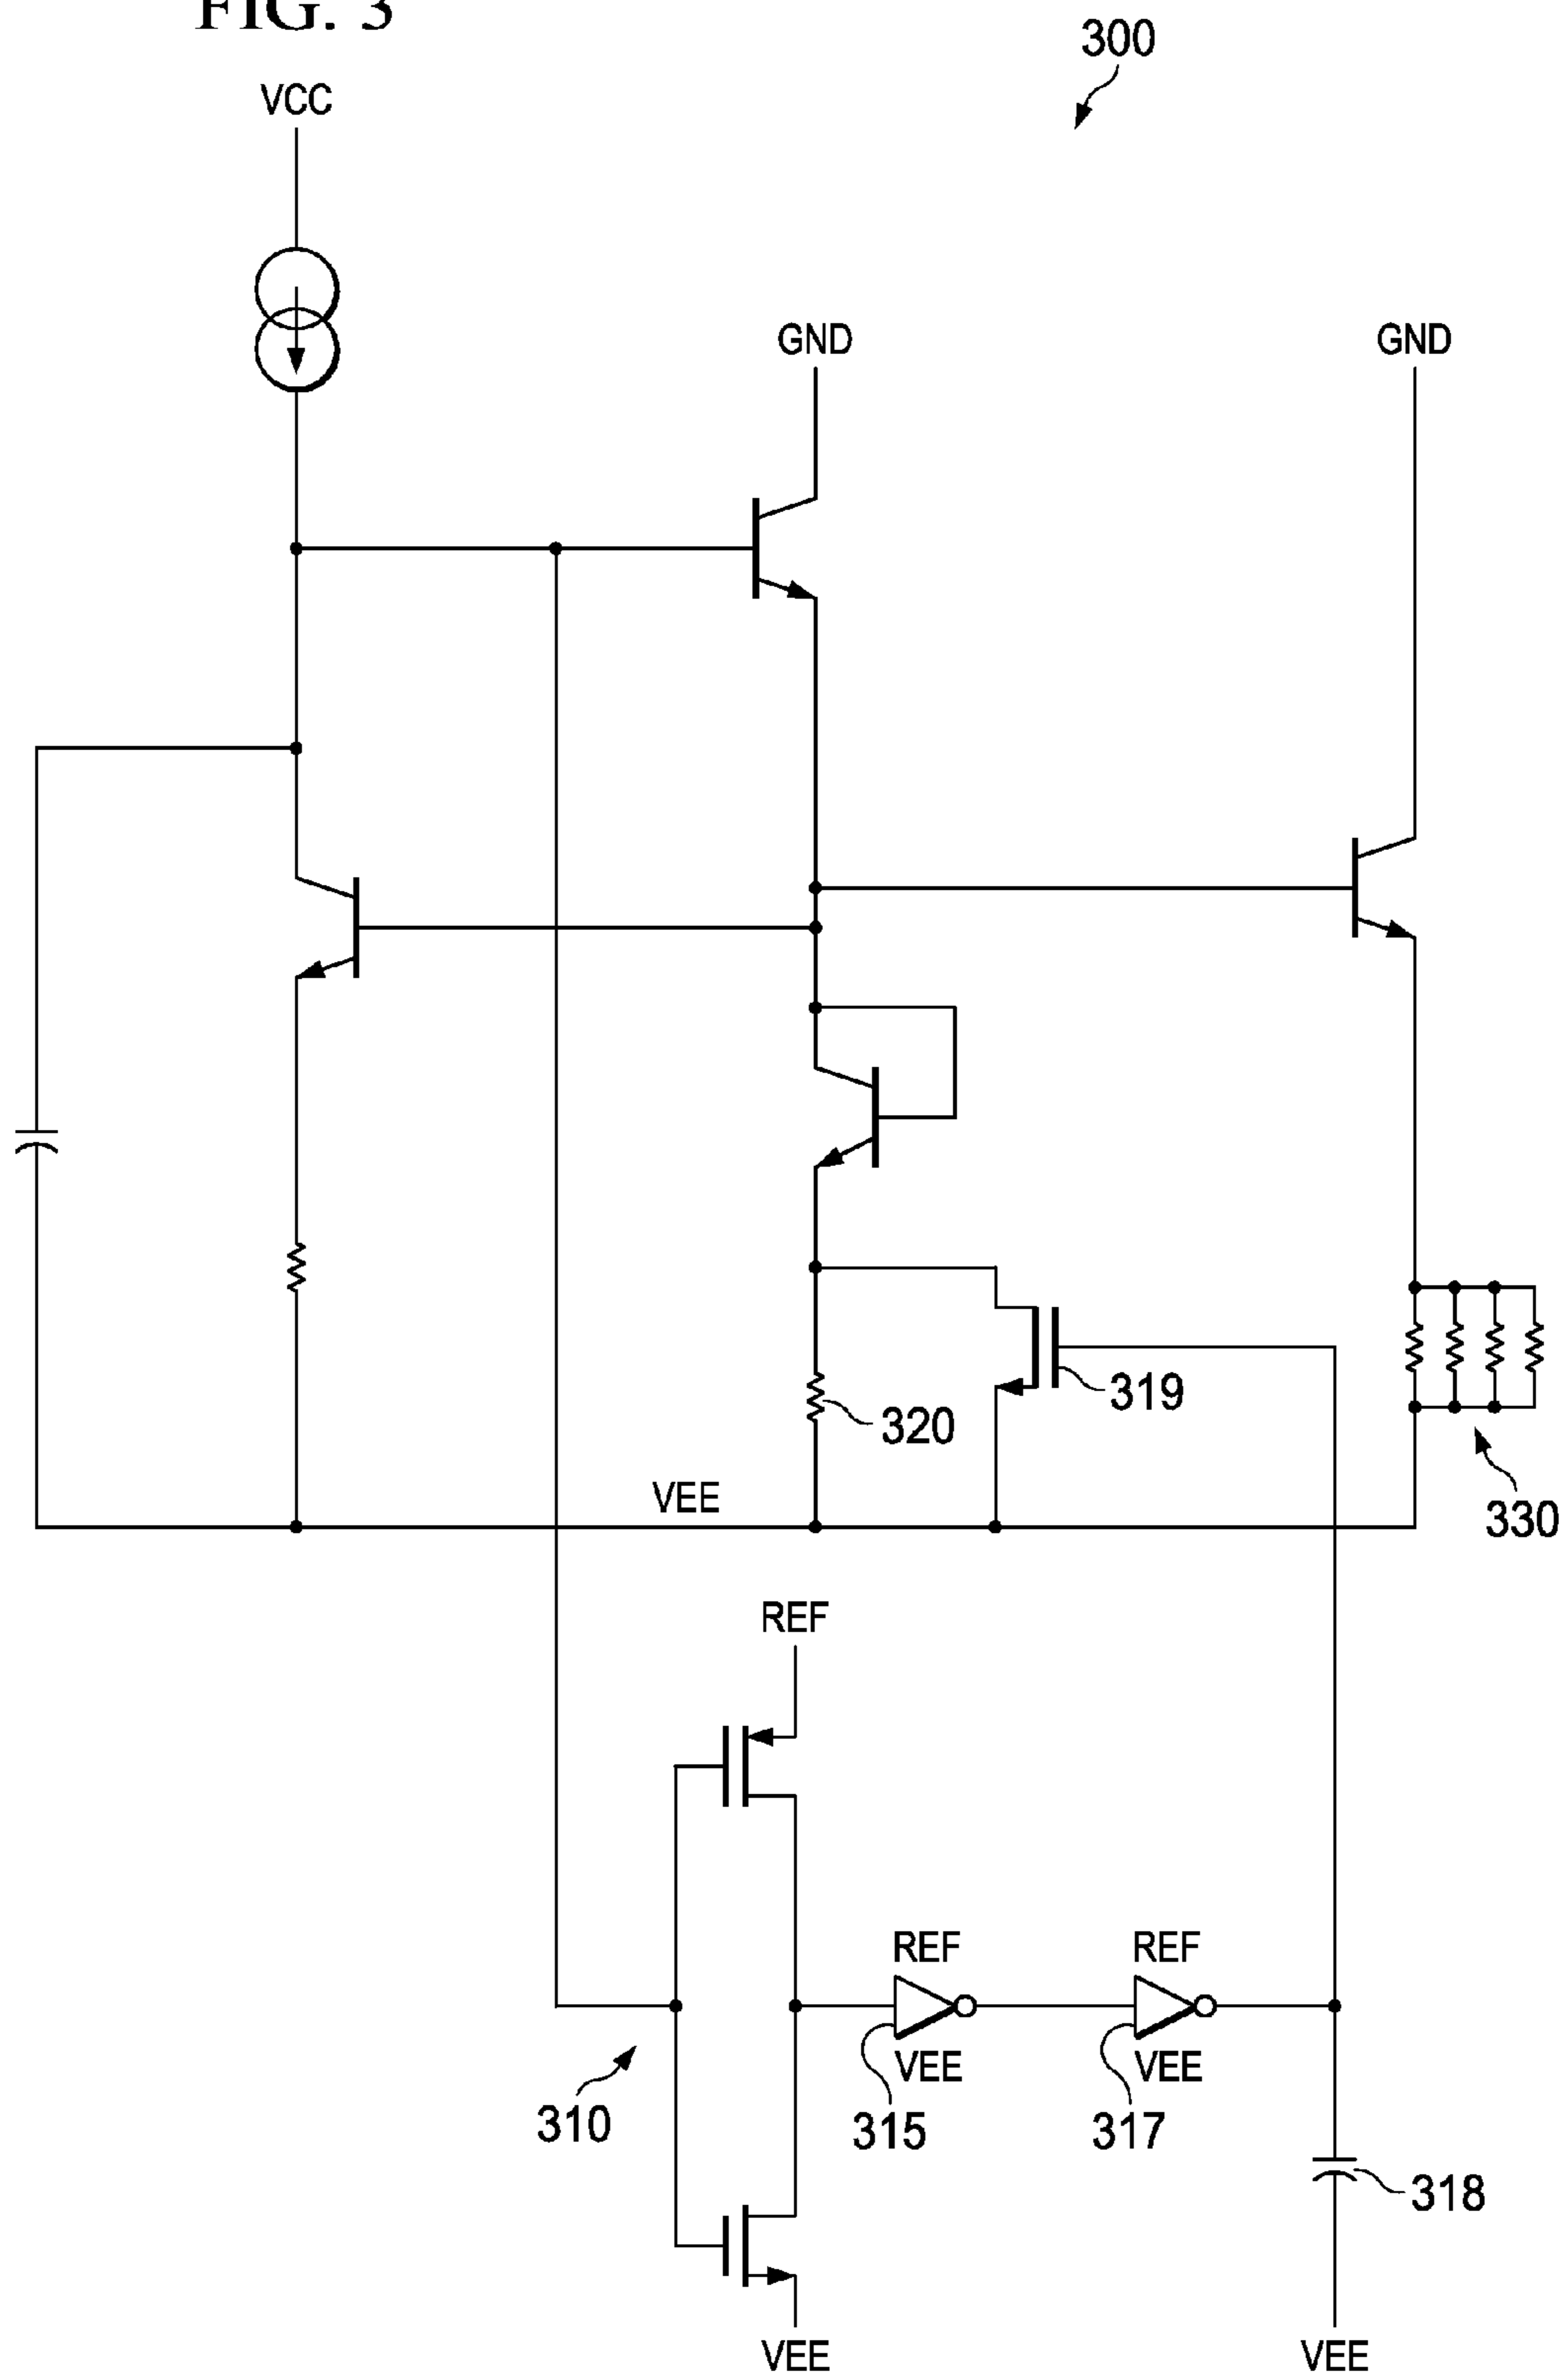 FIG. 3
300
VCC
GND
GND
319
320
VEE
330
REF
REF
REF
VEE
VEE
310
315
317
318
VEE
VEE